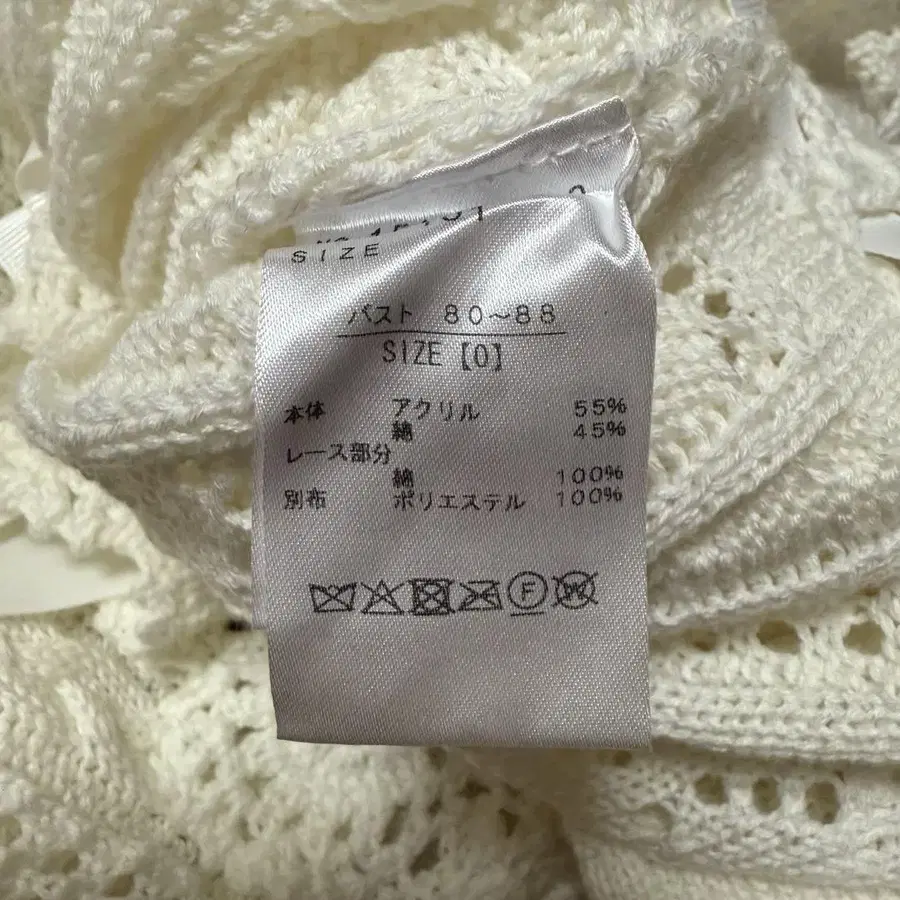 SIZE
バスト 80~88
SIZE【0】
本体 アクリル 55%
綿 45%
レース部分
綿 100%
別布 ポリエステル 100%
F W